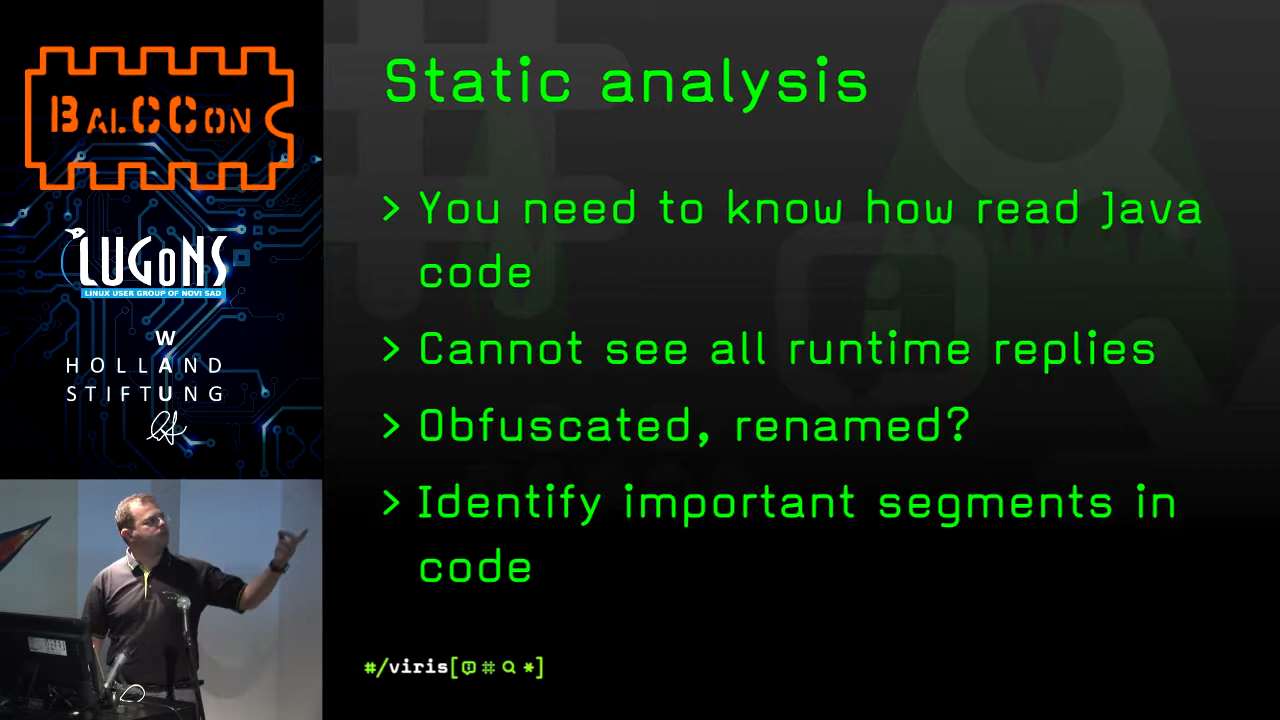 BALCCON
LUGONS
LINUX USER GROUP OF NOVI SAD
W
HOLLAND
STIFTUNG
Static analysis
> You need to know how read Java
code
> Cannot see all runtime replies
> Obfuscated, renamed?
> Identify important segments in
code
#/viris[ # *]